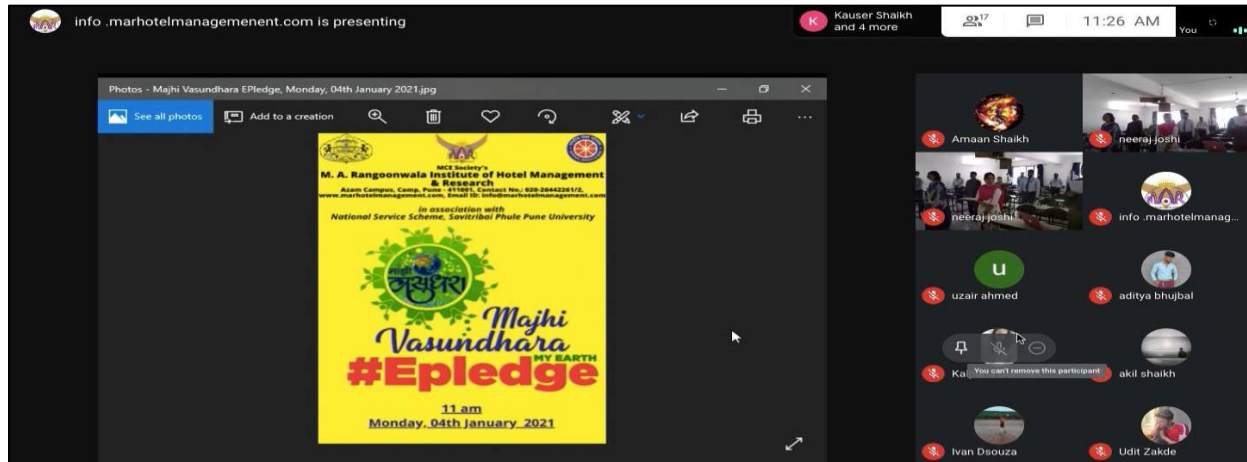 info .marhotelmanagemenent.com is presenting
K
Kauser Shaikh
and 4 more
17
11:26 AM
You
Photos - Majhi Vasundhara EPledge, Monday, 04th January 2021.jpg
See all photos
Add to a creation
MAR
MCE Society's
M. A. Rangoonwala Institute of Hotel Management
& Research
Azam Campus, Camp, Pune - 411001, Contact No.: 020-26442261/2,
www.marhotelmanagement.com, Email ID: info@marhotelmanagement.com
in association with
National Service Scheme, Savitribai Phule Pune University
माझी
वसुंधरा
Majhi
Vasundhara
MY EARTH
#Epledge
11 am
Monday, 04th January 2021
Amaan Shaikh
neeraj joshi
neeraj joshi
MAR
info .marhotelmanag...
u
uzair ahmed
aditya bhujbal
You can't remove this participant
akil shaikh
Ivan Dsouza
Udit Zakde